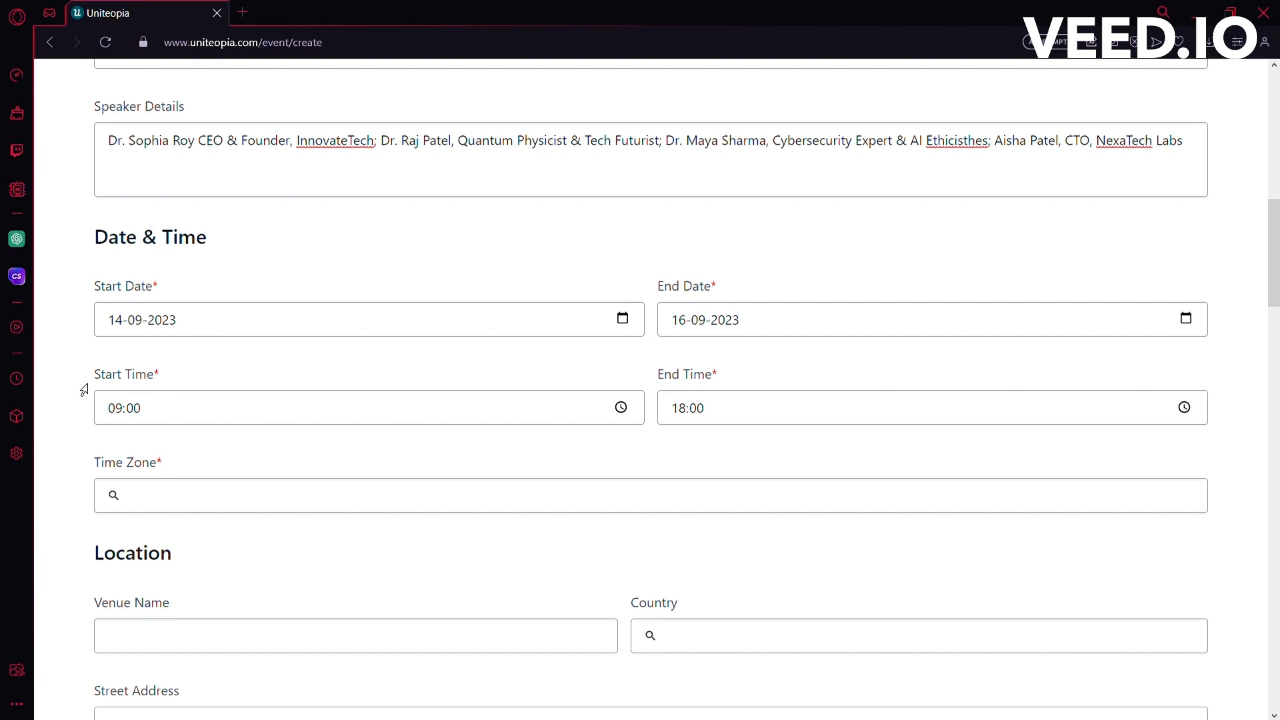 Uniteopia
www.uniteopia.com/event/create
VEED.IO
Speaker Details
Dr. Sophia Roy CEO & Founder, InnovateTech; Dr. Raj Patel, Quantum Physicist & Tech Futurist; Dr. Maya Sharma, Cybersecurity Expert & AI Ethicisthes; Aisha Patel, CTO, NexaTech Labs
Date & Time
Start Date*
End Date*
14-09-2023
16-09-2023
Start Time*
End Time*
09:00
18:00
Time Zone*
Location
Venue Name
Country
Street Address